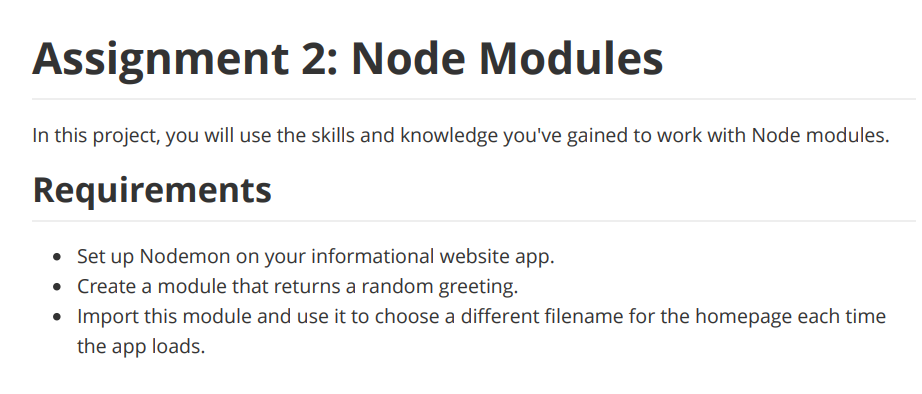 Assignment 2: Node Modules
In this project, you will use the skills and knowledge you've gained to work with Node modules.
Requirements
• Set up Nodemon on your informational website app.
• Create a module that returns a random greeting.
• Import this module and use it to choose a different filename for the homepage each time
the app loads.